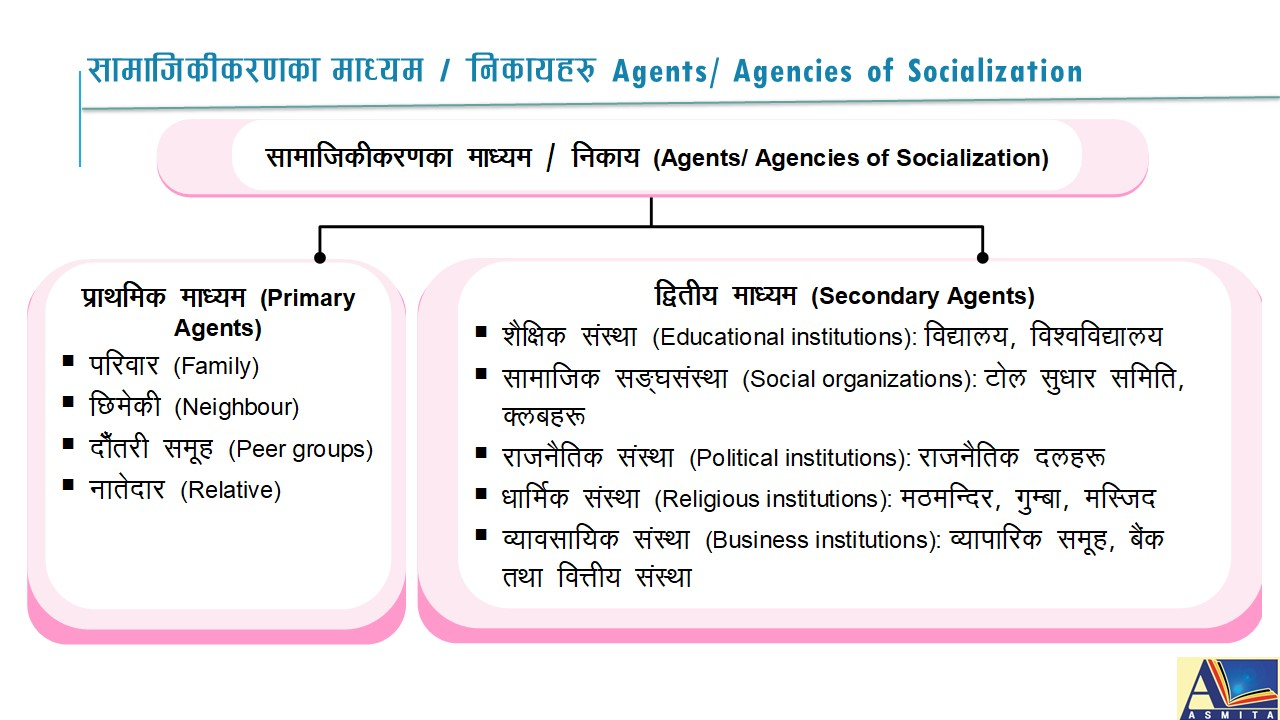 सामाजिकीकरणका माध्यम / निकायहरु Agents/ Agencies of Socialization
सामाजिकीकरणका माध्यम / निकाय (Agents/ Agencies of Socialization)
प्राथमिक माध्यम (Primary
Agents)
▪ परिवार (Family)
▪ छिमेकी (Neighbour)
▪ दौँतरी समूह (Peer groups)
▪ नातेदार (Relative)
द्वितीय माध्यम (Secondary Agents)
▪ शैक्षिक संस्था (Educational institutions): विद्यालय, विश्वविद्यालय
▪ सामाजिक सङ्घसंस्था (Social organizations): टोल सुधार समिति,
क्लबहरू
▪ राजनैतिक संस्था (Political institutions): राजनैतिक दलहरू
▪ धार्मिक संस्था (Religious institutions): मठमन्दिर, गुम्बा, मस्जिद
▪ व्यावसायिक संस्था (Business institutions): व्यापारिक समूह, बैंक
तथा वित्तीय संस्था
ASMITA